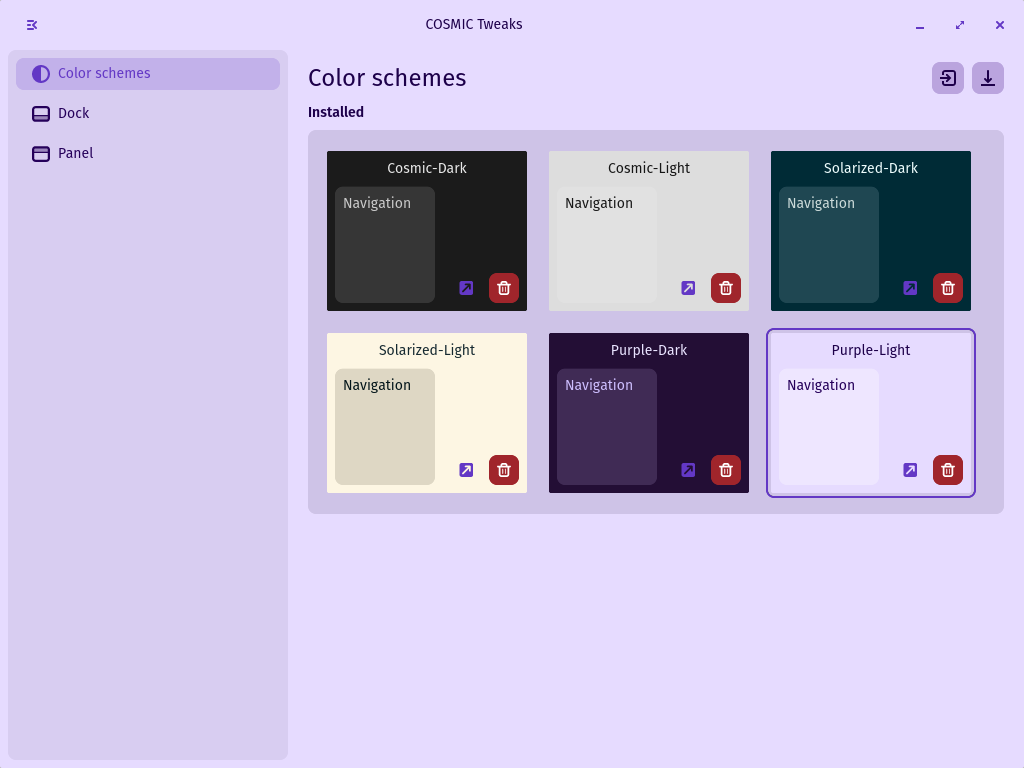 COSMIC Tweaks
Color schemes
Dock
Panel
Color schemes
Installed
Cosmic-Dark
Navigation
Cosmic-Light
Navigation
Solarized-Dark
Navigation
Solarized-Light
Navigation
Purple-Dark
Navigation
Purple-Light
Navigation